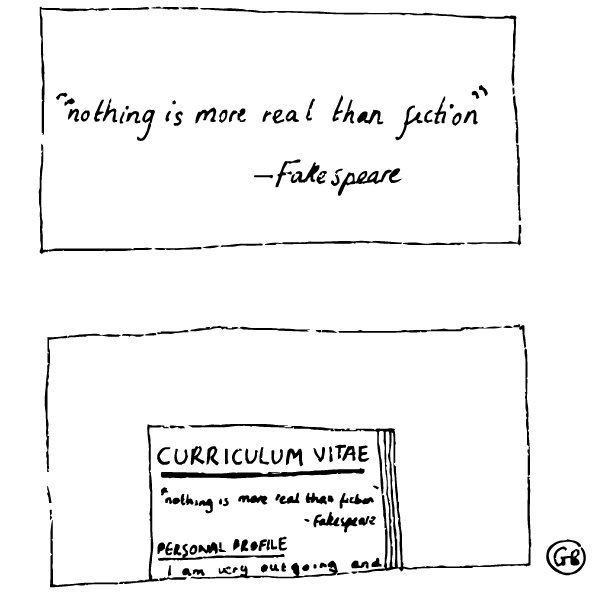 "nothing is more real than fiction"
-Fakespeare
CURRICULUM VITAE
"nothing is more real than fiction"
-Fakespeare
PERSONAL PROFILE
I am very outgoing and
GB